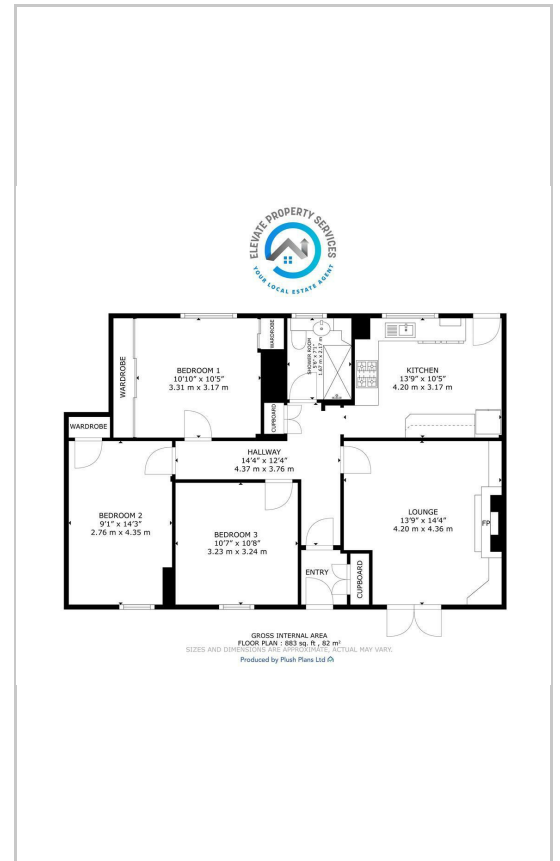 ELEVATE PROPERTY SERVICES
YOUR LOCAL ESTATE AGENT
WARDROBE
BEDROOM 1
10'10" x 10'5"
3.31 m x 3.17 m
WARDROBE
SHOWER ROOM
1.67 m x 2.17 m
KITCHEN
13'9" x 10'5"
4.20 m x 3.17 m
CUPBOARD
WARDROBE
HALLWAY
14'4" x 12'4"
4.37 m x 3.76 m
BEDROOM 2
9'1" x 14'3"
2.76 m x 4.35 m
BEDROOM 3
10'7" x 10'8"
3.23 m x 3.24 m
LOUNGE
13'9" x 14'4"
4.20 m x 4.36 m
FP
ENTRY
CUPBOARD
GROSS INTERNAL AREA
FLOOR PLAN : 883 sq. ft , 82 m²
SIZES AND DIMENSIONS ARE APPROXIMATE, ACTUAL MAY VARY.
Produced by Plush Plans Ltd